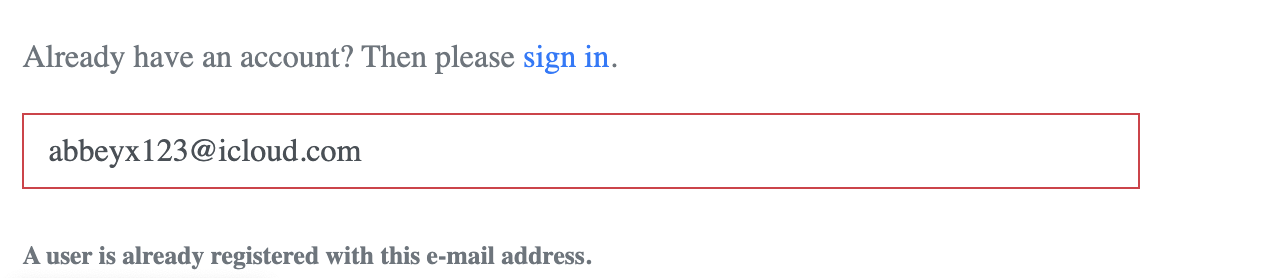 Already have an account? Then please sign in.
abbeyx123@icloud.com
A user is already registered with this e-mail address.